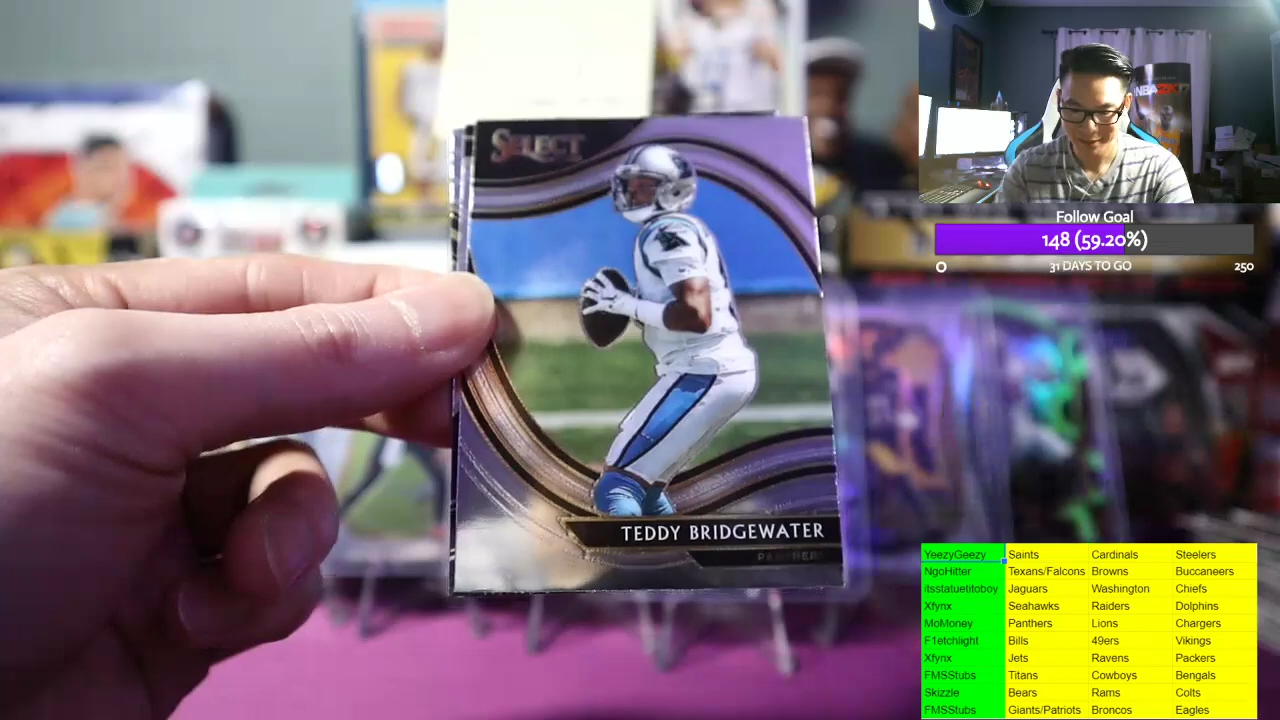 SELECT
TEDDY BRIDGEWATER
PANTHERS
NBA2K17
Follow Goal
148 (59.20%)
0 31 DAYS TO GO 250
YeezyGeezy Saints Cardinals Steelers
NgoHitter Texans/Falcons Browns Buccaneers
itsstatuetitoboy Jaguars Washington Chiefs
Xfynx Seahawks Raiders Dolphins
MoMoney Panthers Lions Chargers
F1etchlight Bills 49ers Vikings
Xfynx Jets Ravens Packers
FMSStubs Titans Cowboys Bengals
Skizzle Bears Rams Colts
FMSStubs Giants/Patriots Broncos Eagles